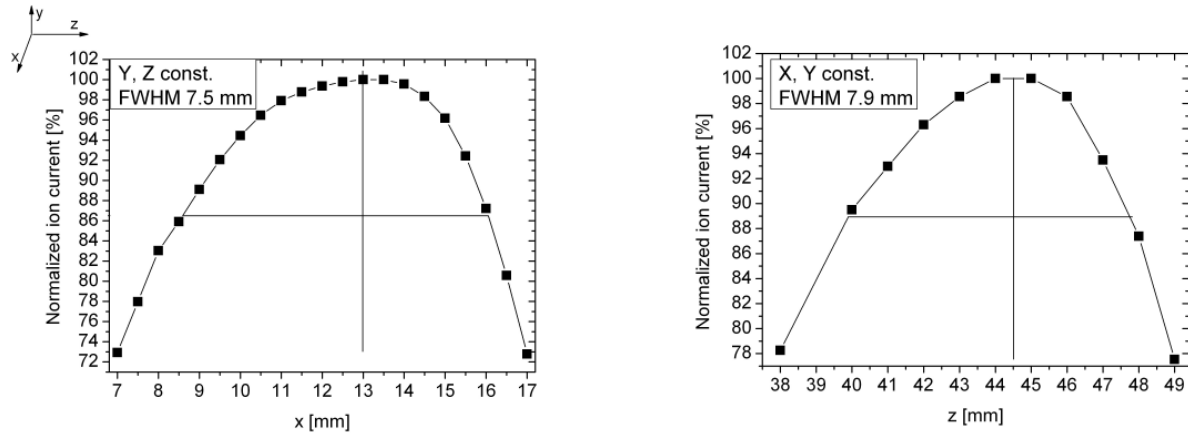 y
z
x
Y, Z const.
FWHM 7.5 mm
Normalized ion current [%]
102
100
98
96
94
92
90
88
86
84
82
80
78
76
74
72
7 8 9 10 11 12 13 14 15 16 17
x [mm]
X, Y const.
FWHM 7.9 mm
Normalized ion current [%]
102
100
98
96
94
92
90
88
86
84
82
80
78
38 39 40 41 42 43 44 45 46 47 48 49
z [mm]